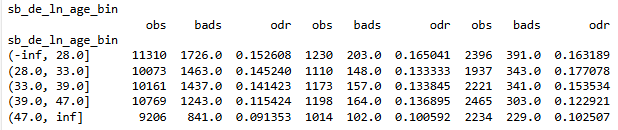 sb_de_ln_age_bin
obs bads odr obs bads odr obs bads odr
sb_de_ln_age_bin
(-inf, 28.0] 11310 1726.0 0.152608 1230 203.0 0.165041 2396 391.0 0.163189
(28.0, 33.0] 10073 1463.0 0.145240 1110 148.0 0.133333 1937 343.0 0.177078
(33.0, 39.0] 10161 1437.0 0.141423 1173 157.0 0.133845 2221 341.0 0.153534
(39.0, 47.0] 10769 1243.0 0.115424 1198 164.0 0.136895 2465 303.0 0.122921
(47.0, inf] 9206 841.0 0.091353 1014 102.0 0.100592 2234 229.0 0.102507